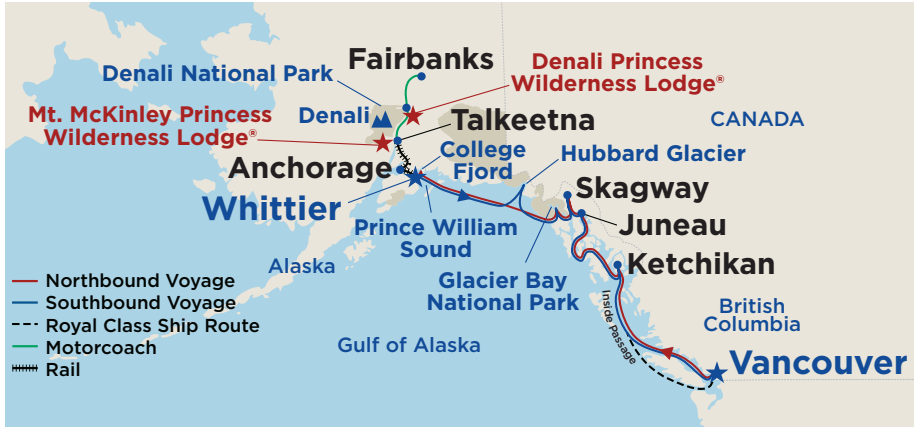 Fairbanks
Denali National Park
Denali Princess
Wilderness Lodge®
Denali
Mt. McKinley Princess
Wilderness Lodge®
Talkeetna
CANADA
College
Fjord
Hubbard Glacier
Anchorage
Whittier
Skagway
Juneau
Prince William
Sound
Ketchikan
Alaska
Glacier Bay
National Park
Northbound Voyage
Southbound Voyage
Royal Class Ship Route
Motorcoach
Rail
Inside Passage
British
Columbia
Gulf of Alaska
Vancouver